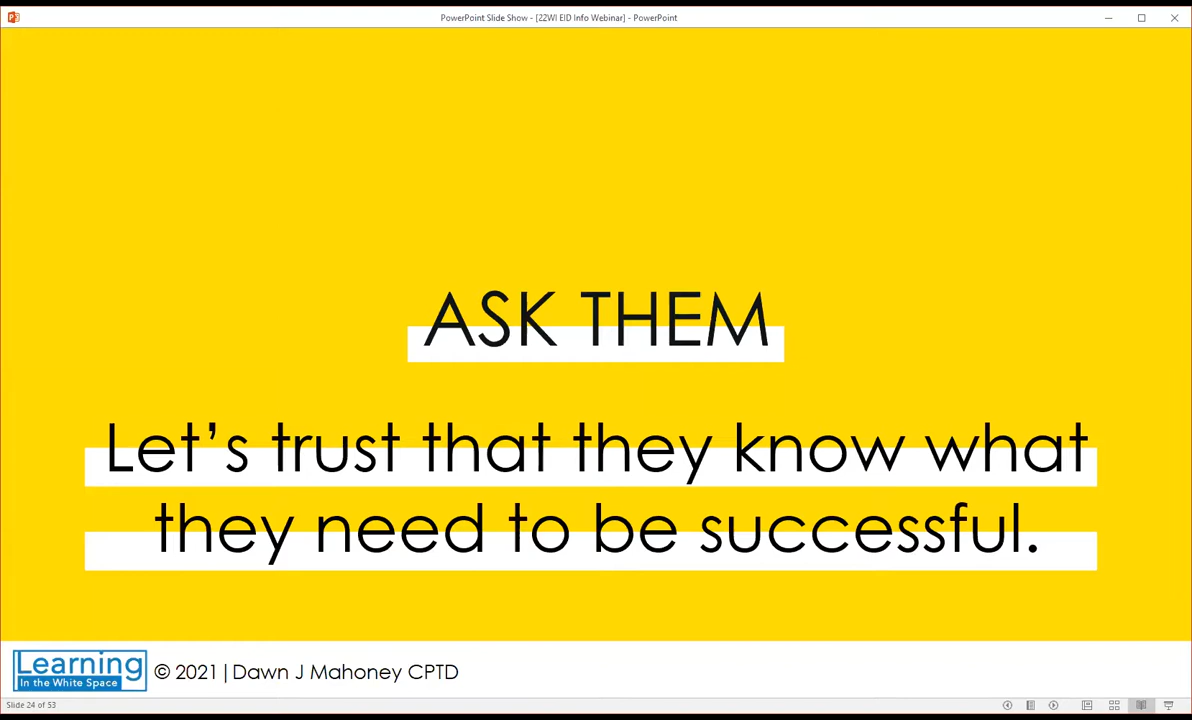 PowerPoint Slide Show - [22WI EID Info Webinar] - PowerPoint
ASK THEM
Let’s trust that they know what
they need to be successful.
Learning
In the White Space
© 2021 | Dawn J Mahoney CPTD
Slide 24 of 53